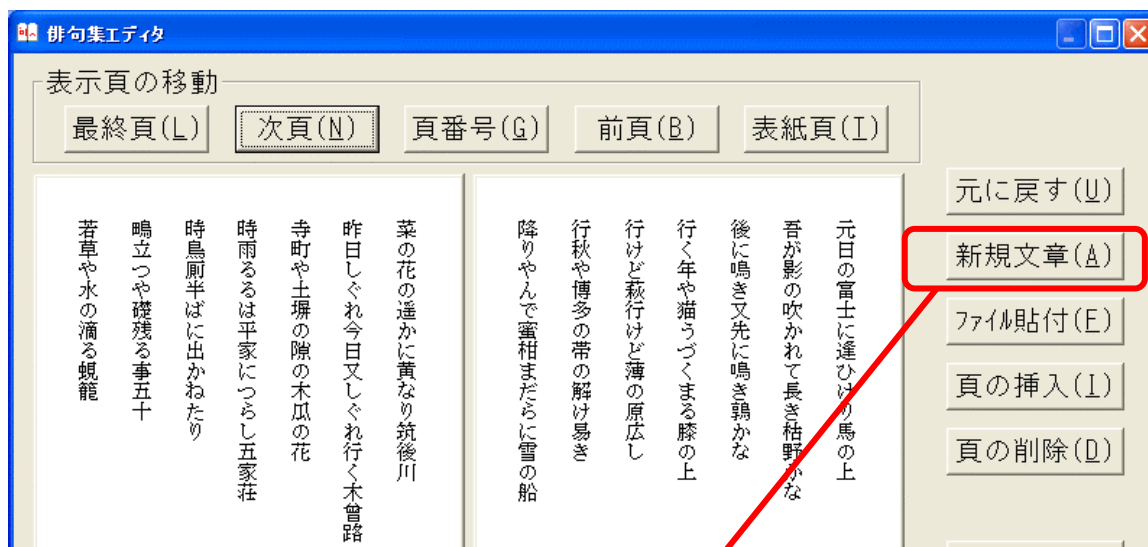 俳句集エディタ
表示頁の移動
最終頁(L)
次頁(N)
頁番号(G)
前頁(B)
表紙頁(I)
元に戻す(U)
新規文章(A)
ファイル貼付(F)
頁の挿入(I)
頁の削除(D)
元日の富士に逢ひけり馬の上
吾が影の吹かれて長き枯野かな
後に鳴き又先に鳴き鶉かな
行く年や猫うづくまる膝の上
行けど萩行けど薄の原広し
行秋や博多の帯の解け易き
降りやんで蜜柑まだらに雪の船
菜の花の遥かに黄なり筑後川
昨日しぐれ今日又しぐれ行く木曾路
寺町や土塀の隙の木瓜の花
時雨るるは平家につらし五家荘
時鳥厠半ばに出かねたり
鴫立つや礎残る事五十
若草や水の滴る蜆籠